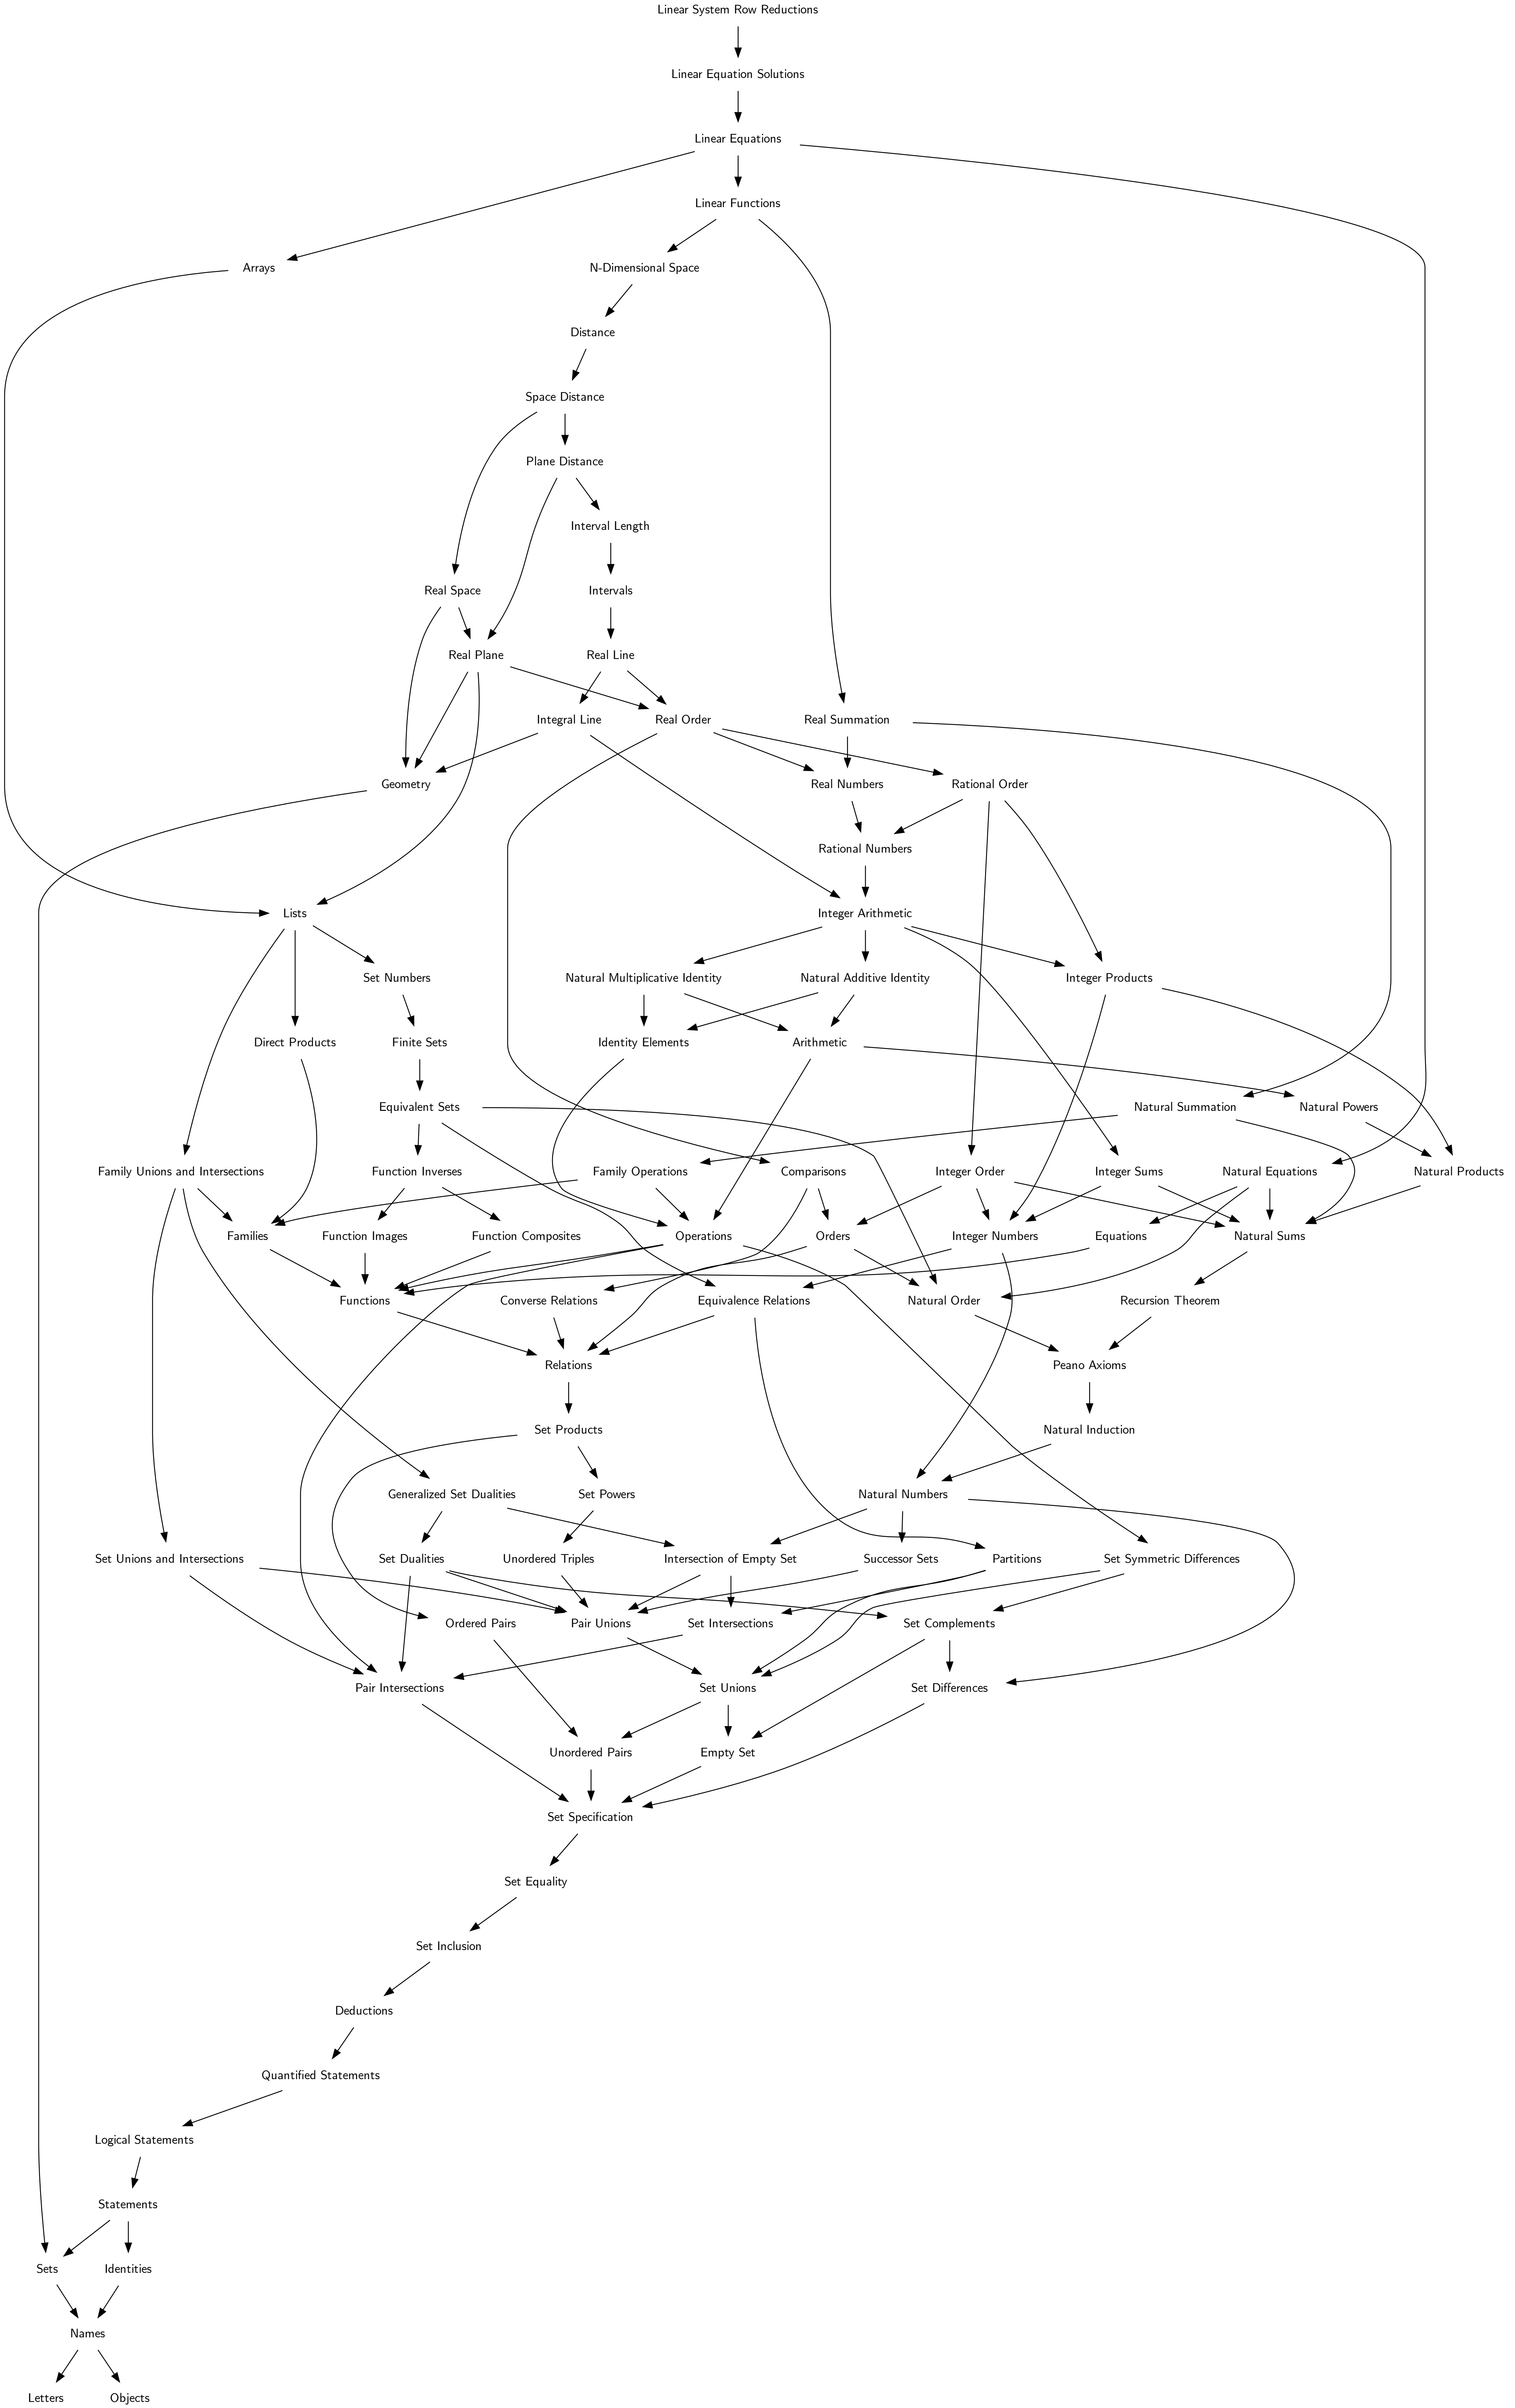 Linear System Row Reductions
Linear Equation Solutions
Linear Equations
Linear Functions
Arrays
N-Dimensional Space
Distance
Space Distance
Plane Distance
Interval Length
Real Space
Intervals
Real Plane
Real Line
Integral Line
Real Order
Real Summation
Geometry
Real Numbers
Rational Order
Rational Numbers
Lists
Integer Arithmetic
Set Numbers
Natural Multiplicative Identity
Natural Additive Identity
Integer Products
Direct Products
Finite Sets
Identity Elements
Arithmetic
Equivalent Sets
Natural Summation
Natural Powers
Family Unions and Intersections
Function Inverses
Family Operations
Comparisons
Integer Order
Integer Sums
Natural Equations
Natural Products
Families
Function Images
Function Composites
Operations
Orders
Integer Numbers
Equations
Natural Sums
Functions
Converse Relations
Equivalence Relations
Natural Order
Recursion Theorem
Relations
Peano Axioms
Set Products
Natural Induction
Generalized Set Dualities
Set Powers
Natural Numbers
Set Unions and Intersections
Set Dualities
Unordered Triples
Intersection of Empty Set
Successor Sets
Partitions
Set Symmetric Differences
Ordered Pairs
Pair Unions
Set Intersections
Set Complements
Pair Intersections
Set Unions
Set Differences
Unordered Pairs
Empty Set
Set Specification
Set Equality
Set Inclusion
Deductions
Quantified Statements
Logical Statements
Statements
Sets
Identities
Names
Letters
Objects